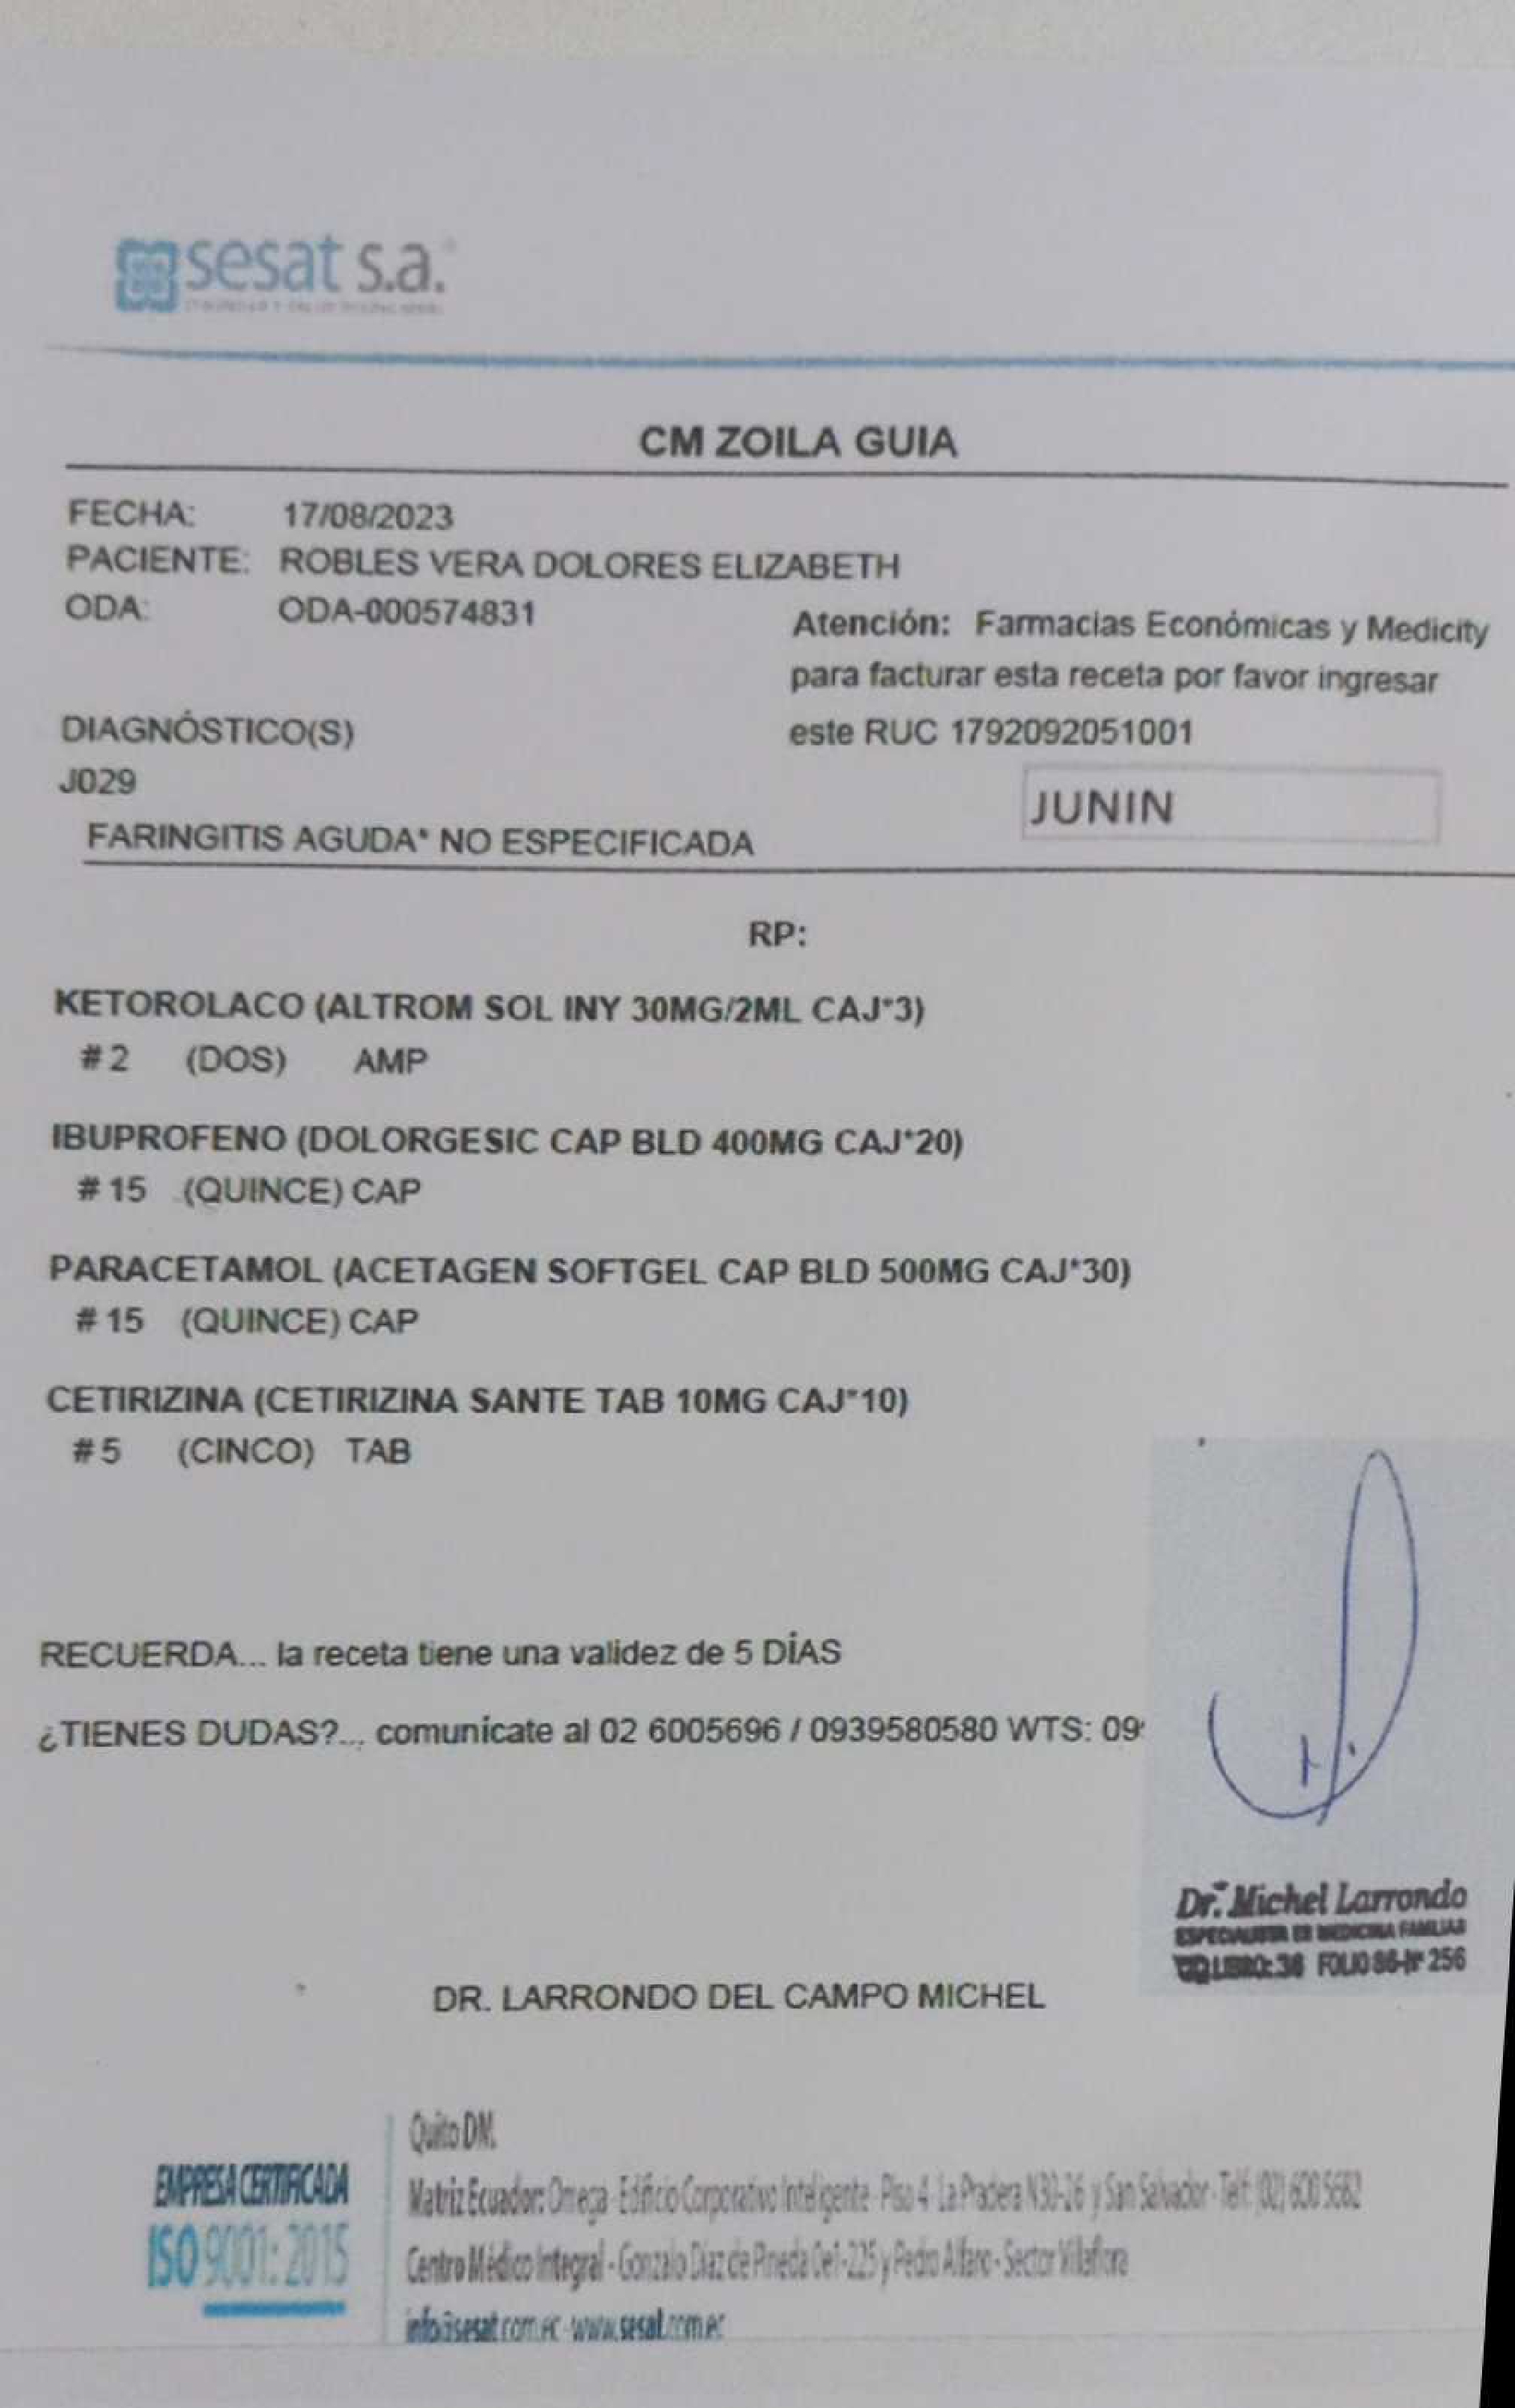 sesat s.a.
CM ZOILA GUIA
FECHA: 17/08/2023
PACIENTE: ROBLES VERA DOLORES ELIZABETH
ODA: ODA-000574831
Atención: Farmacias Económicas y Medicity
para facturar esta receta por favor ingresar
este RUC 1792092051001
DIAGNÓSTICO(S)
J029
JUNIN
FARINGITIS AGUDA* NO ESPECIFICADA
RP:
KETOROLACO (ALTROM SOL INY 30MG/2ML CAJ*3)
#2 (DOS) AMP
IBUPROFENO (DOLORGESIC CAP BLD 400MG CAJ*20)
#15 (QUINCE) CAP
PARACETAMOL (ACETAGEN SOFTGEL CAP BLD 500MG CAJ*30)
#15 (QUINCE) CAP
CETIRIZINA (CETIRIZINA SANTE TAB 10MG CAJ*10)
#5 (CINCO) TAB
RECUERDA... la receta tiene una validez de 5 DÍAS
¿TIENES DUDAS?... comunícate al 02 6005696 / 0939580580 WTS: 09
Dr. Michel Larrondo
ESPECIALISTA EN MEDICINA FAMILIAR
LIBRO: 38 FOLIO 86-Nº 256
DR. LARRONDO DEL CAMPO MICHEL
Quito DM.
EMPRESA CERTIFICADA
ISO 9001: 2015
Matriz Ecuador: Omega - Edificio Corporativo Inteligente - Piso 4 - La Pradera N30-26 y San Salvador - Telf: (02) 600 5682
Centro Médico Integral - Gonzalo Díaz de Pineda Oe1-225 y Pedro Alfaro - Sector Villaflora
info@sesat.com.ec - www.sesat.com.ec